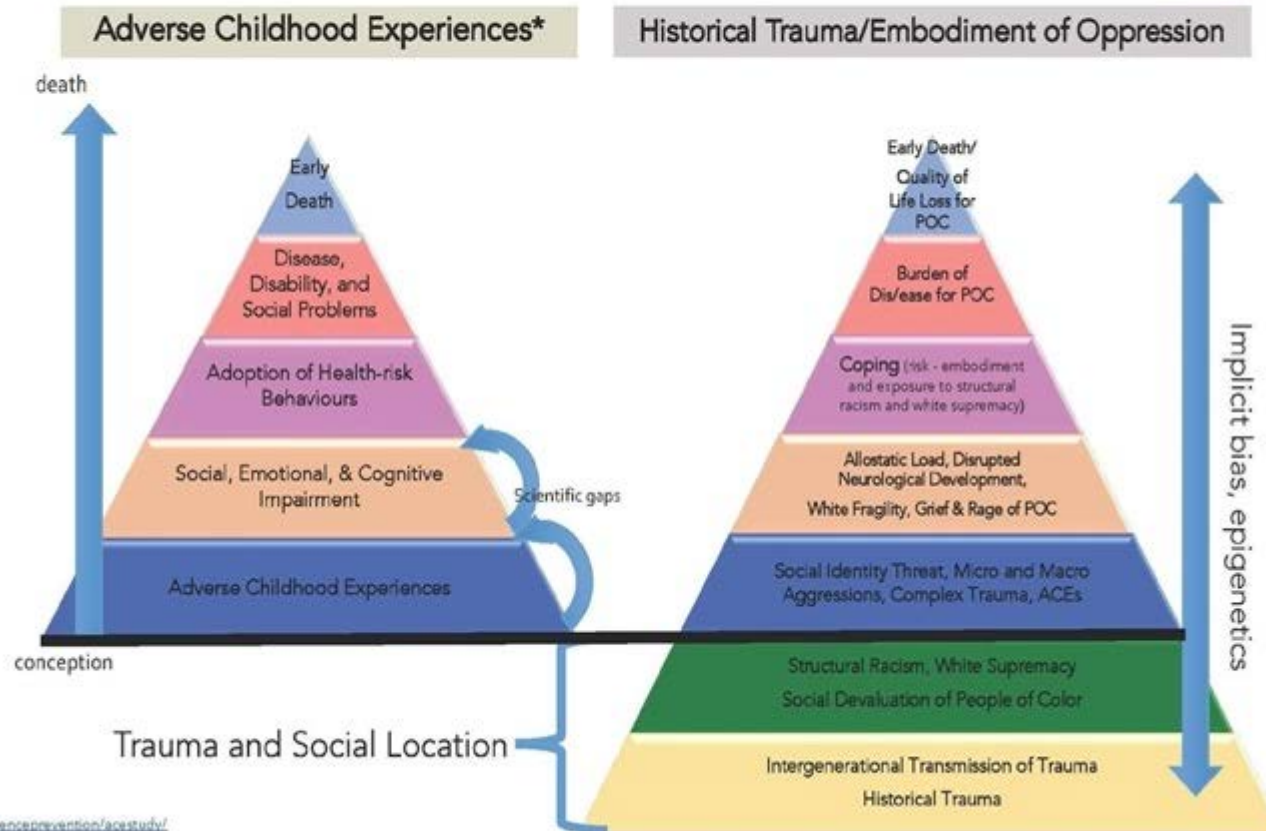 Adverse Childhood Experiences*
Historical Trauma/Embodiment of Oppression
death
Early
Death
Disease,
Disability, and
Social Problems
Adoption of Health-risk
Behaviours
Social, Emotional, & Cognitive
Impairment
Scientific gaps
Adverse Childhood Experiences
conception
Early Death/
Quality of
Life Loss for
POC
Burden of
Dis/ease for POC
Coping (risk - embodiment
and exposure to structural
racism and white supremacy)
Allostatic Load, Disrupted
Neurological Development,
White Fragility, Grief & Rage of POC
Social Identity Threat, Micro and Macro
Aggressions, Complex Trauma, ACEs
Structural Racism, White Supremacy
Social Devaluation of People of Color
Intergenerational Transmission of Trauma
Historical Trauma
Implicit bias, epigenetics
Trauma and Social Location
enceprevention/acestudy/